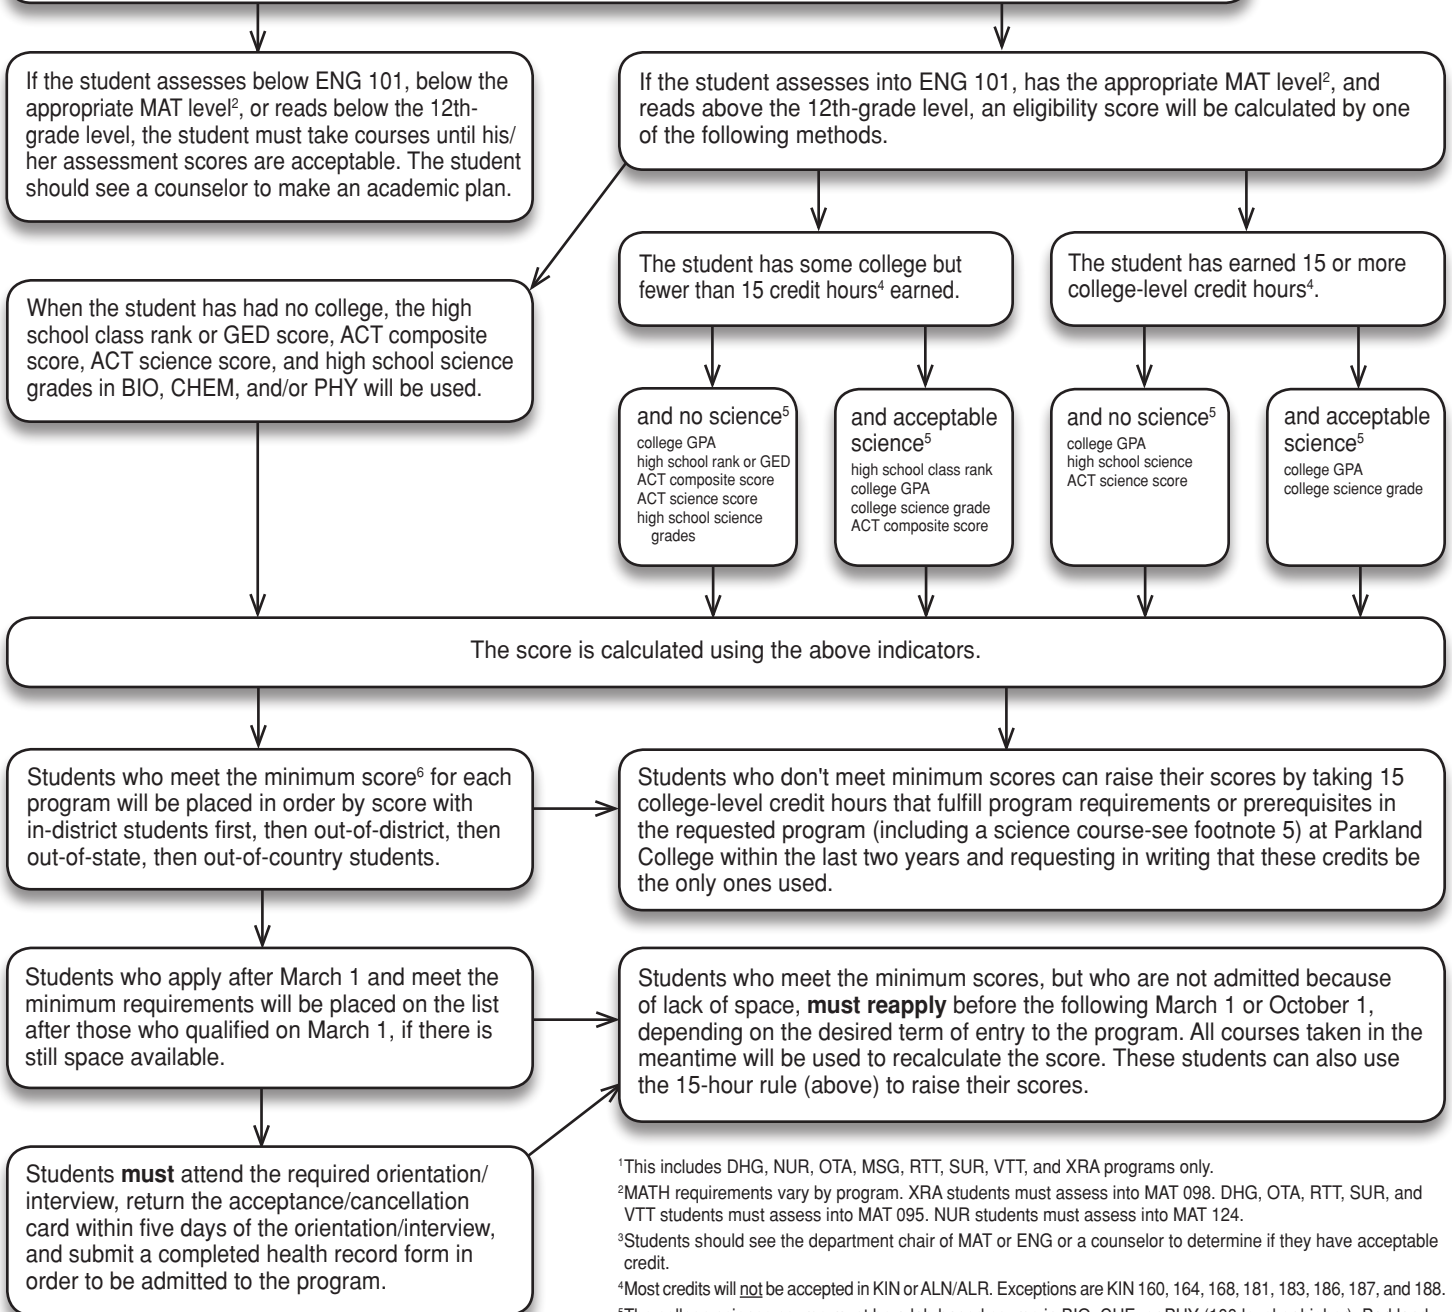 If the student assesses below ENG 101, below the
appropriate MAT level², or reads below the 12th-
grade level, the student must take courses until his/
her assessment scores are acceptable. The student
should see a counselor to make an academic plan.
If the student assesses into ENG 101, has the appropriate MAT level², and
reads above the 12th-grade level, an eligibility score will be calculated by one
of the following methods.
When the student has had no college, the high
school class rank or GED score, ACT composite
score, ACT science score, and high school science
grades in BIO, CHEM, and/or PHY will be used.
The student has some college but
fewer than 15 credit hours⁴ earned.
The student has earned 15 or more
college-level credit hours⁴.
and no science⁵
college GPA
high school rank or GED
ACT composite score
ACT science score
high school science
grades
and acceptable
science⁵
high school class rank
college GPA
college science grade
ACT composite score
and no science⁵
college GPA
high school science
ACT science score
and acceptable
science⁵
college GPA
college science grade
The score is calculated using the above indicators.
Students who meet the minimum score⁶ for each
program will be placed in order by score with
in-district students first, then out-of-district, then
out-of-state, then out-of-country students.
Students who don't meet minimum scores can raise their scores by taking 15
college-level credit hours that fulfill program requirements or prerequisites in
the requested program (including a science course-see footnote 5) at Parkland
College within the last two years and requesting in writing that these credits be
the only ones used.
Students who apply after March 1 and meet the
minimum requirements will be placed on the list
after those who qualified on March 1, if there is
still space available.
Students who meet the minimum scores, but who are not admitted because
of lack of space, must reapply before the following March 1 or October 1,
depending on the desired term of entry to the program. All courses taken in the
meantime will be used to recalculate the score. These students can also use
the 15-hour rule (above) to raise their scores.
Students must attend the required orientation/
interview, return the acceptance/cancellation
card within five days of the orientation/interview,
and submit a completed health record form in
order to be admitted to the program.
¹This includes DHG, NUR, OTA, MSG, RTT, SUR, VTT, and XRA programs only.
²MATH requirements vary by program. XRA students must assess into MAT 098. DHG, OTA, RTT, SUR, and
VTT students must assess into MAT 095. NUR students must assess into MAT 124.
³Students should see the department chair of MAT or ENG or a counselor to determine if they have acceptable
credit.
⁴Most credits will not be accepted in KIN or ALN/ALR. Exceptions are KIN 160, 164, 168, 181, 183, 186, 187, and 188.